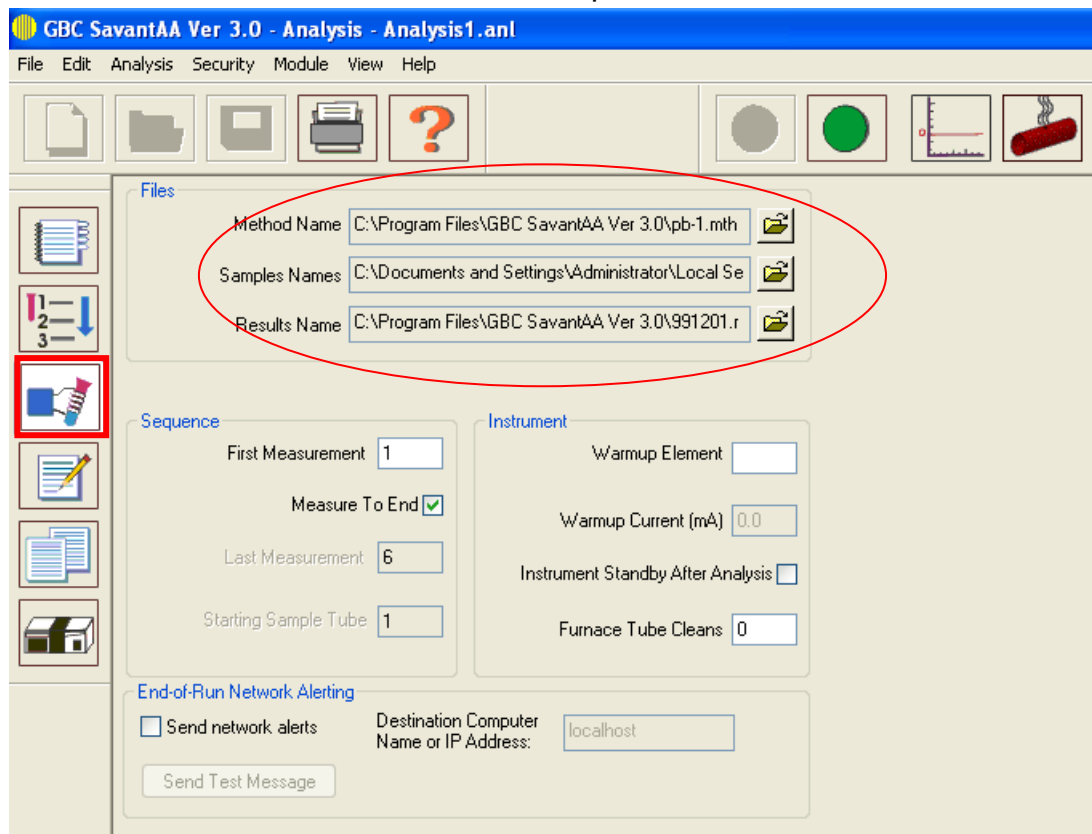 GBC SavantAA Ver 3.0 - Analysis - Analysis1.anl
File Edit Analysis Security Module View Help
Files
Method Name C:\Program Files\GBC SavantAA Ver 3.0\pb-1.mth
Samples Names C:\Documents and Settings\Administrator\Local Se
Results Name C:\Program Files\GBC SavantAA Ver 3.0\991201.r
Sequence
First Measurement 1
Measure To End
Last Measurement 6
Starting Sample Tube 1
Instrument
Warmup Element
Warmup Current (mA) 0.0
Instrument Standby After Analysis
Furnace Tube Cleans 0
End-of-Run Network Alerting
Send network alerts
Destination Computer
Name or IP Address:
localhost
Send Test Message
1
2
3